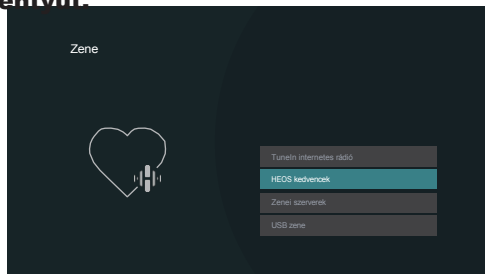 Zene
TuneIn internetes rádió
HEOS kedvencek
Zenei szerverek
USB zene